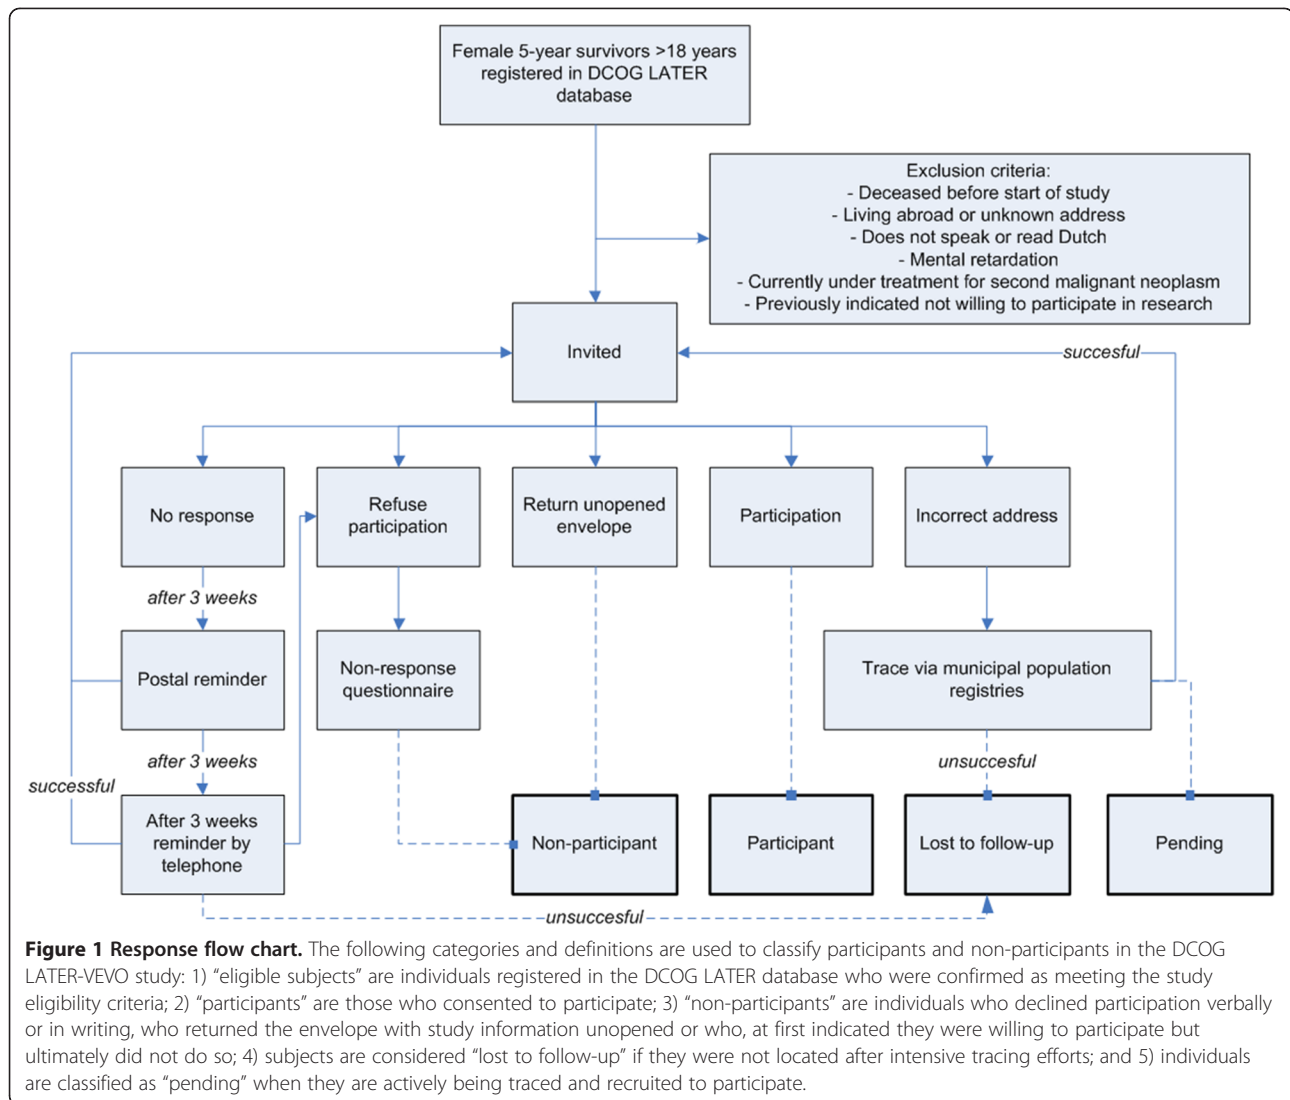 Female 5-year survivors >18 years
registered in DCOG LATER
database
Exclusion criteria:
- Deceased before start of study
- Living abroad or unknown address
- Does not speak or read Dutch
- Mental retardation
- Currently under treatment for second malignant neoplasm
- Previously indicated not willing to participate in research
Invited
succesful
No response
Refuse
participation
Return unopened
envelope
Participation
Incorrect address
after 3 weeks
Postal reminder
Non-response
questionnaire
Trace via municipal population
registries
after 3 weeks
successful
unsuccesful
After 3 weeks
reminder by
telephone
Non-participant
Participant
Lost to follow-up
Pending
unsuccesful
Figure 1 Response flow chart. The following categories and definitions are used to classify participants and non-participants in the DCOG
LATER-VEVO study: 1) “eligible subjects” are individuals registered in the DCOG LATER database who were confirmed as meeting the study
eligibility criteria; 2) “participants” are those who consented to participate; 3) “non-participants” are individuals who declined participation verbally
or in writing, who returned the envelope with study information unopened or who, at first indicated they were willing to participate but
ultimately did not do so; 4) subjects are considered “lost to follow-up” if they were not located after intensive tracing efforts; and 5) individuals
are classified as “pending” when they are actively being traced and recruited to participate.